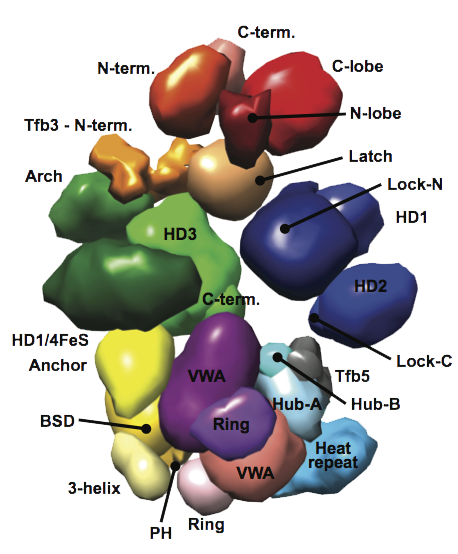 C-term.
N-term.
C-lobe
N-lobe
Tfb3 - N-term.
Latch
Arch
Lock-N
HD1
HD3
HD2
C-term.
HD1/4FeS
Anchor
Lock-C
VWA
Tfb5
Hub-A
Hub-B
BSD
Ring
Heat
repeat
VWA
3-helix
Ring
PH